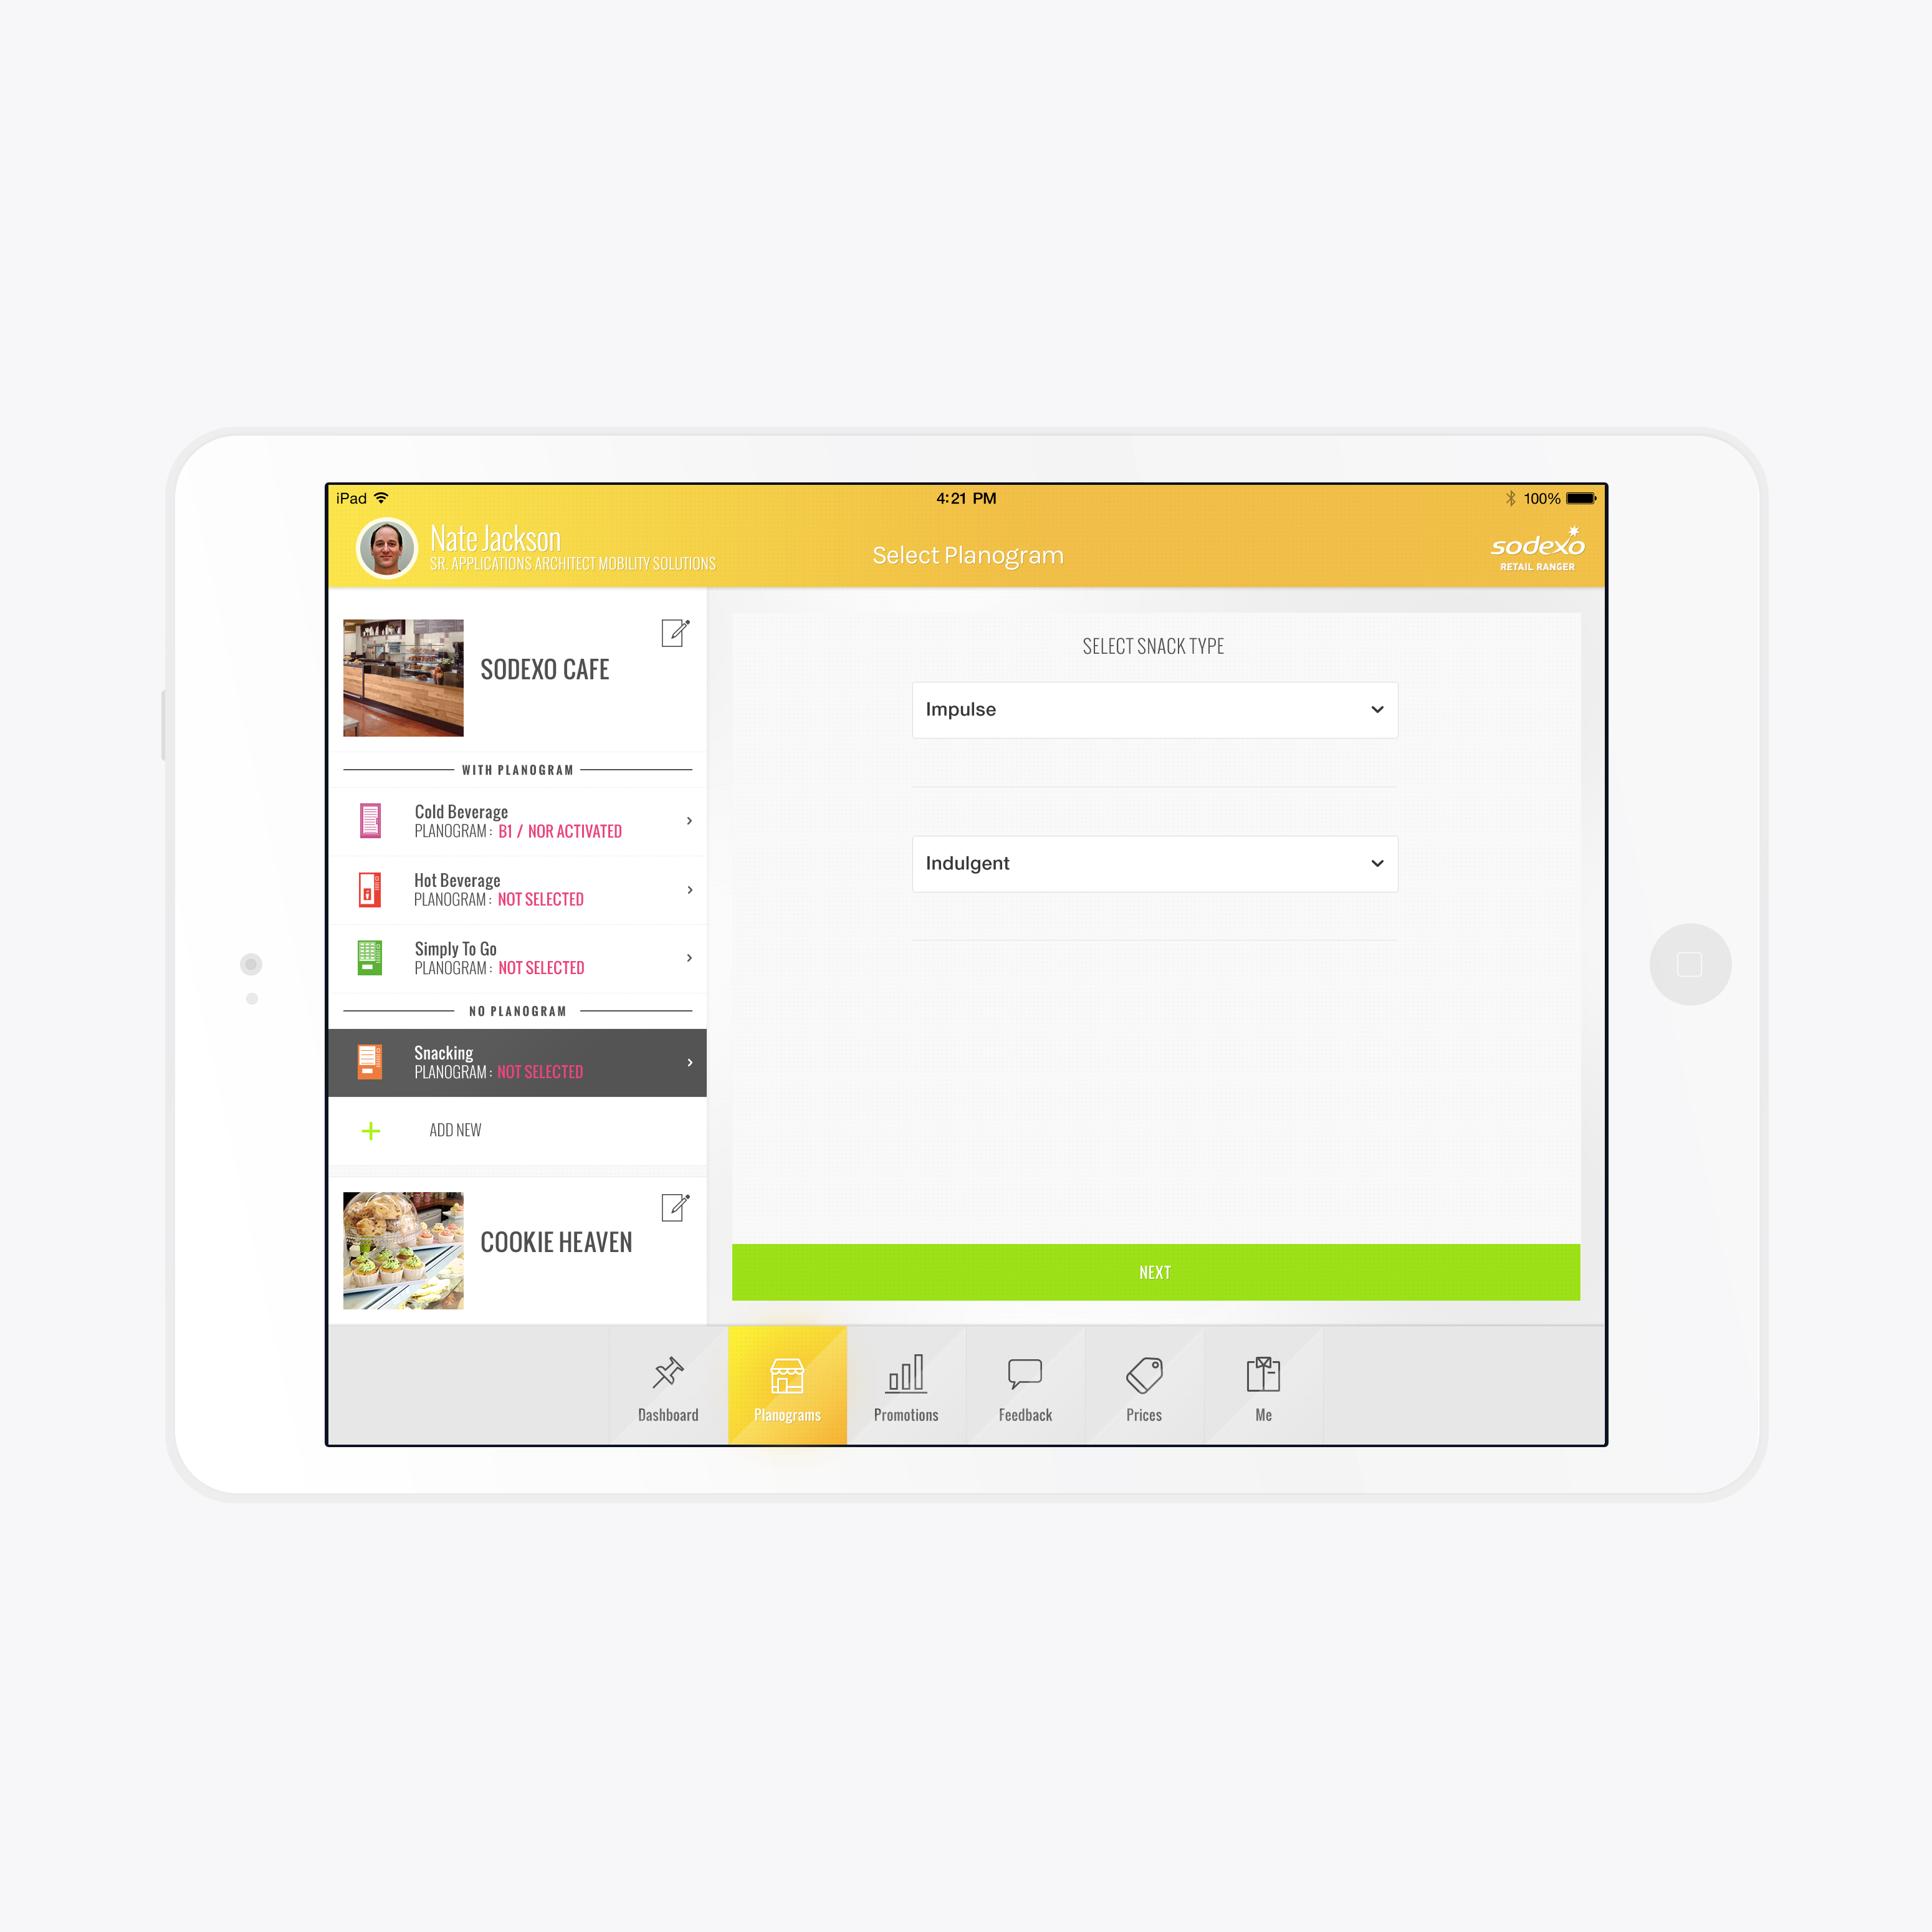 iPad
4:21 PM
100%
Nate Jackson
SR. APPLICATIONS ARCHITECT MOBILITY SOLUTIONS
Select Planogram
sodexo
RETAIL RANGER
SODEXO CAFE
WITH PLANOGRAM
Cold Beverage
PLANOGRAM : B1 / NOR ACTIVATED
Hot Beverage
PLANOGRAM : NOT SELECTED
Simply To Go
PLANOGRAM : NOT SELECTED
NO PLANOGRAM
Snacking
PLANOGRAM : NOT SELECTED
ADD NEW
COOKIE HEAVEN
SELECT SNACK TYPE
Impulse
Indulgent
NEXT
Dashboard
Planograms
Promotions
Feedback
Prices
Me